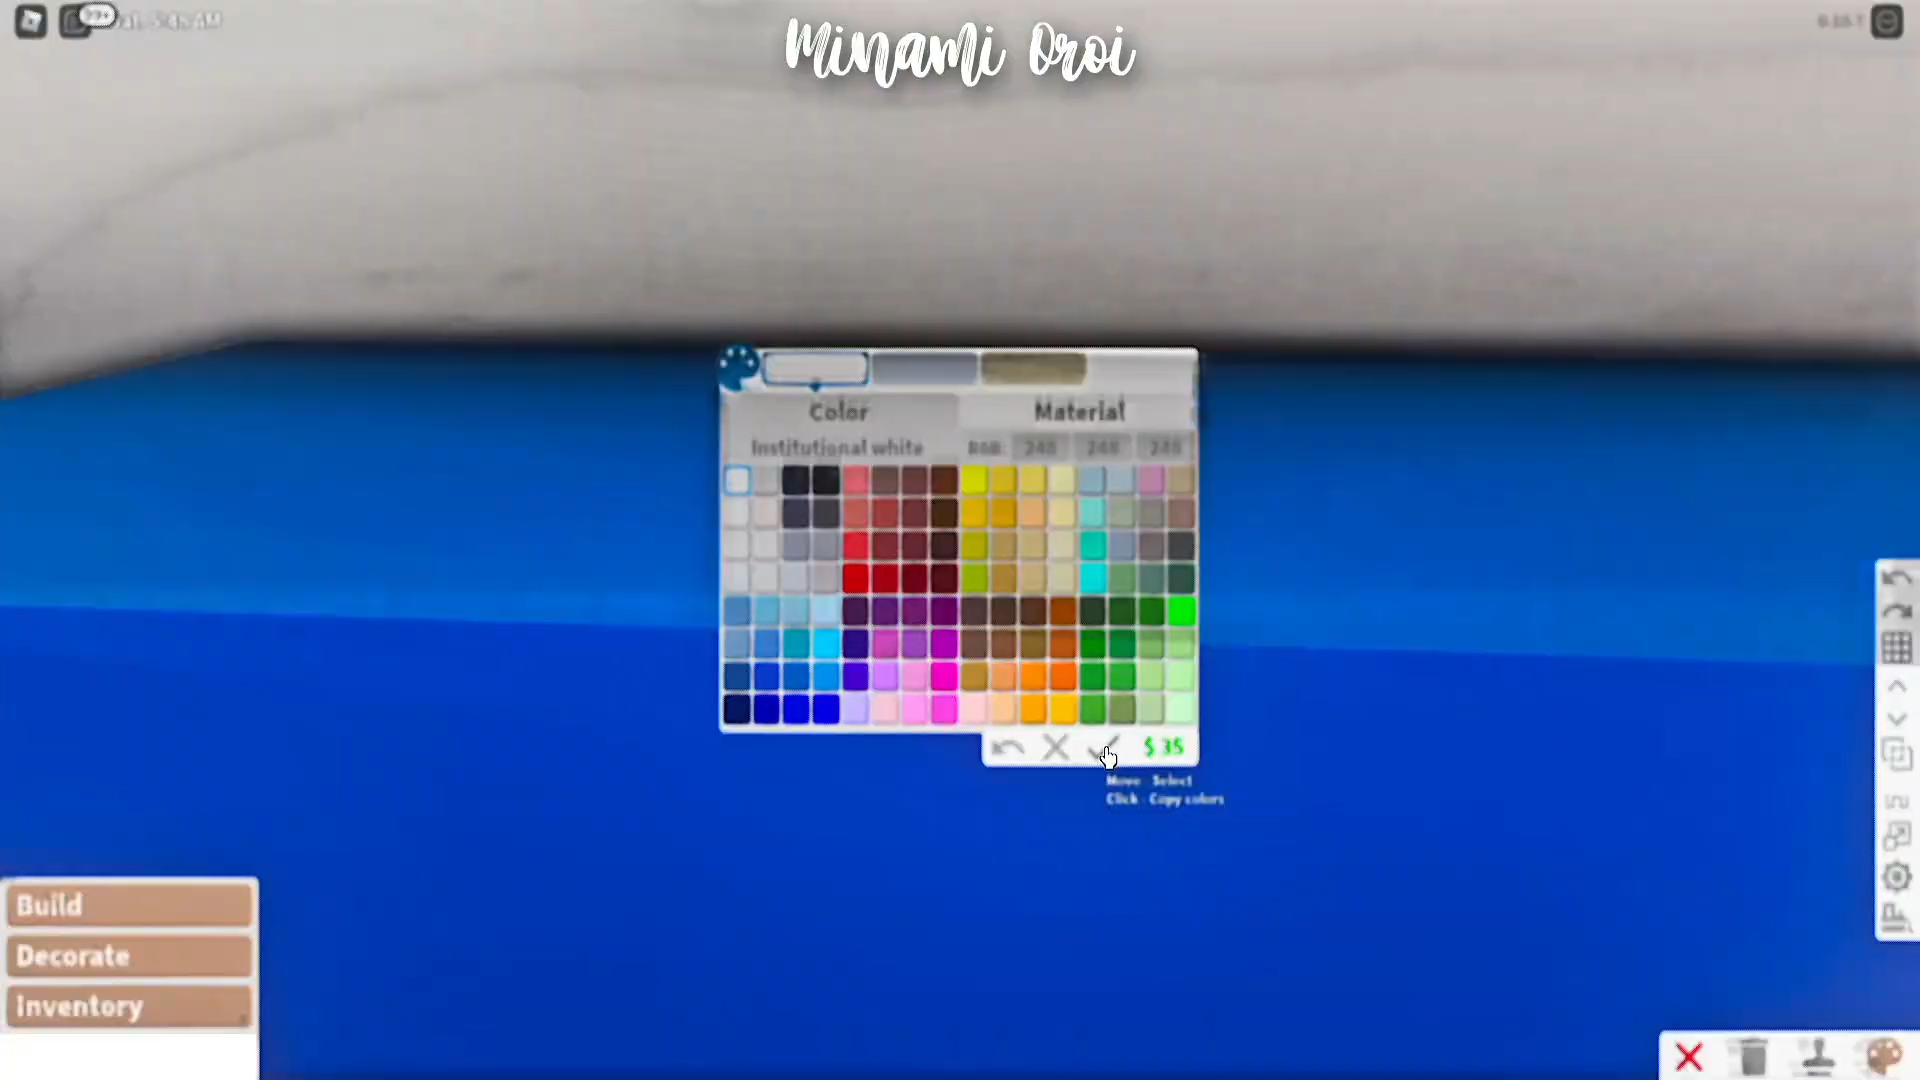 99+
Minami Oroi
Color
Material
Institutional white
RGB: 248 248 248
$ 35
Move - Select
Click - Copy colors
Build
Decorate
Inventory